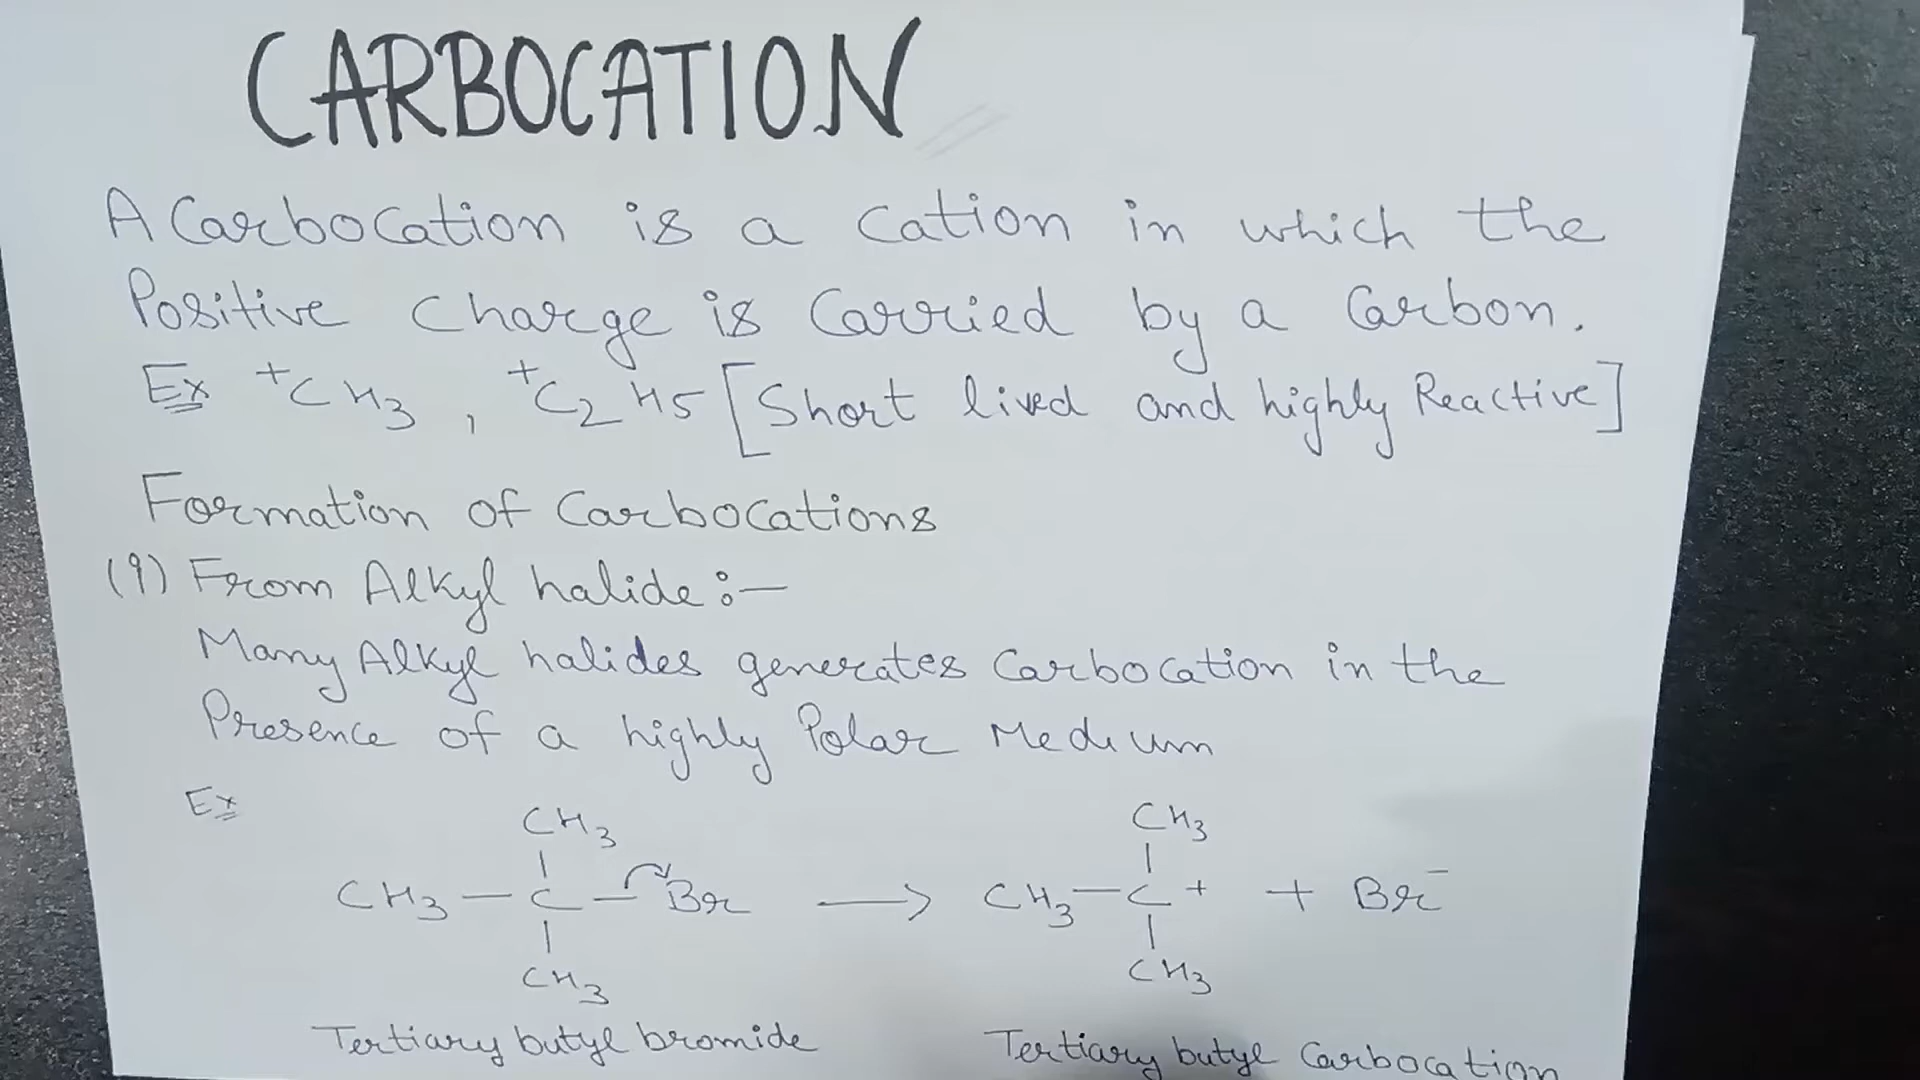 CARBOCATION
A Carbocation is a cation in which the
Positive Charge is Carried by a Carbon.
Ex +CH3 , +C2H5 [Short lived and highly Reactive]
Formation of Carbocations
(i) From Alkyl halide :-
Many Alkyl halides generates Carbocation in the
Presence of a highly Polar Medium
Ex
CH3 CH3
CH3 - C - Br → CH3 - C + + Br-
CH3 CH3
Tertiary butyl bromide Tertiary butyl Carbocation